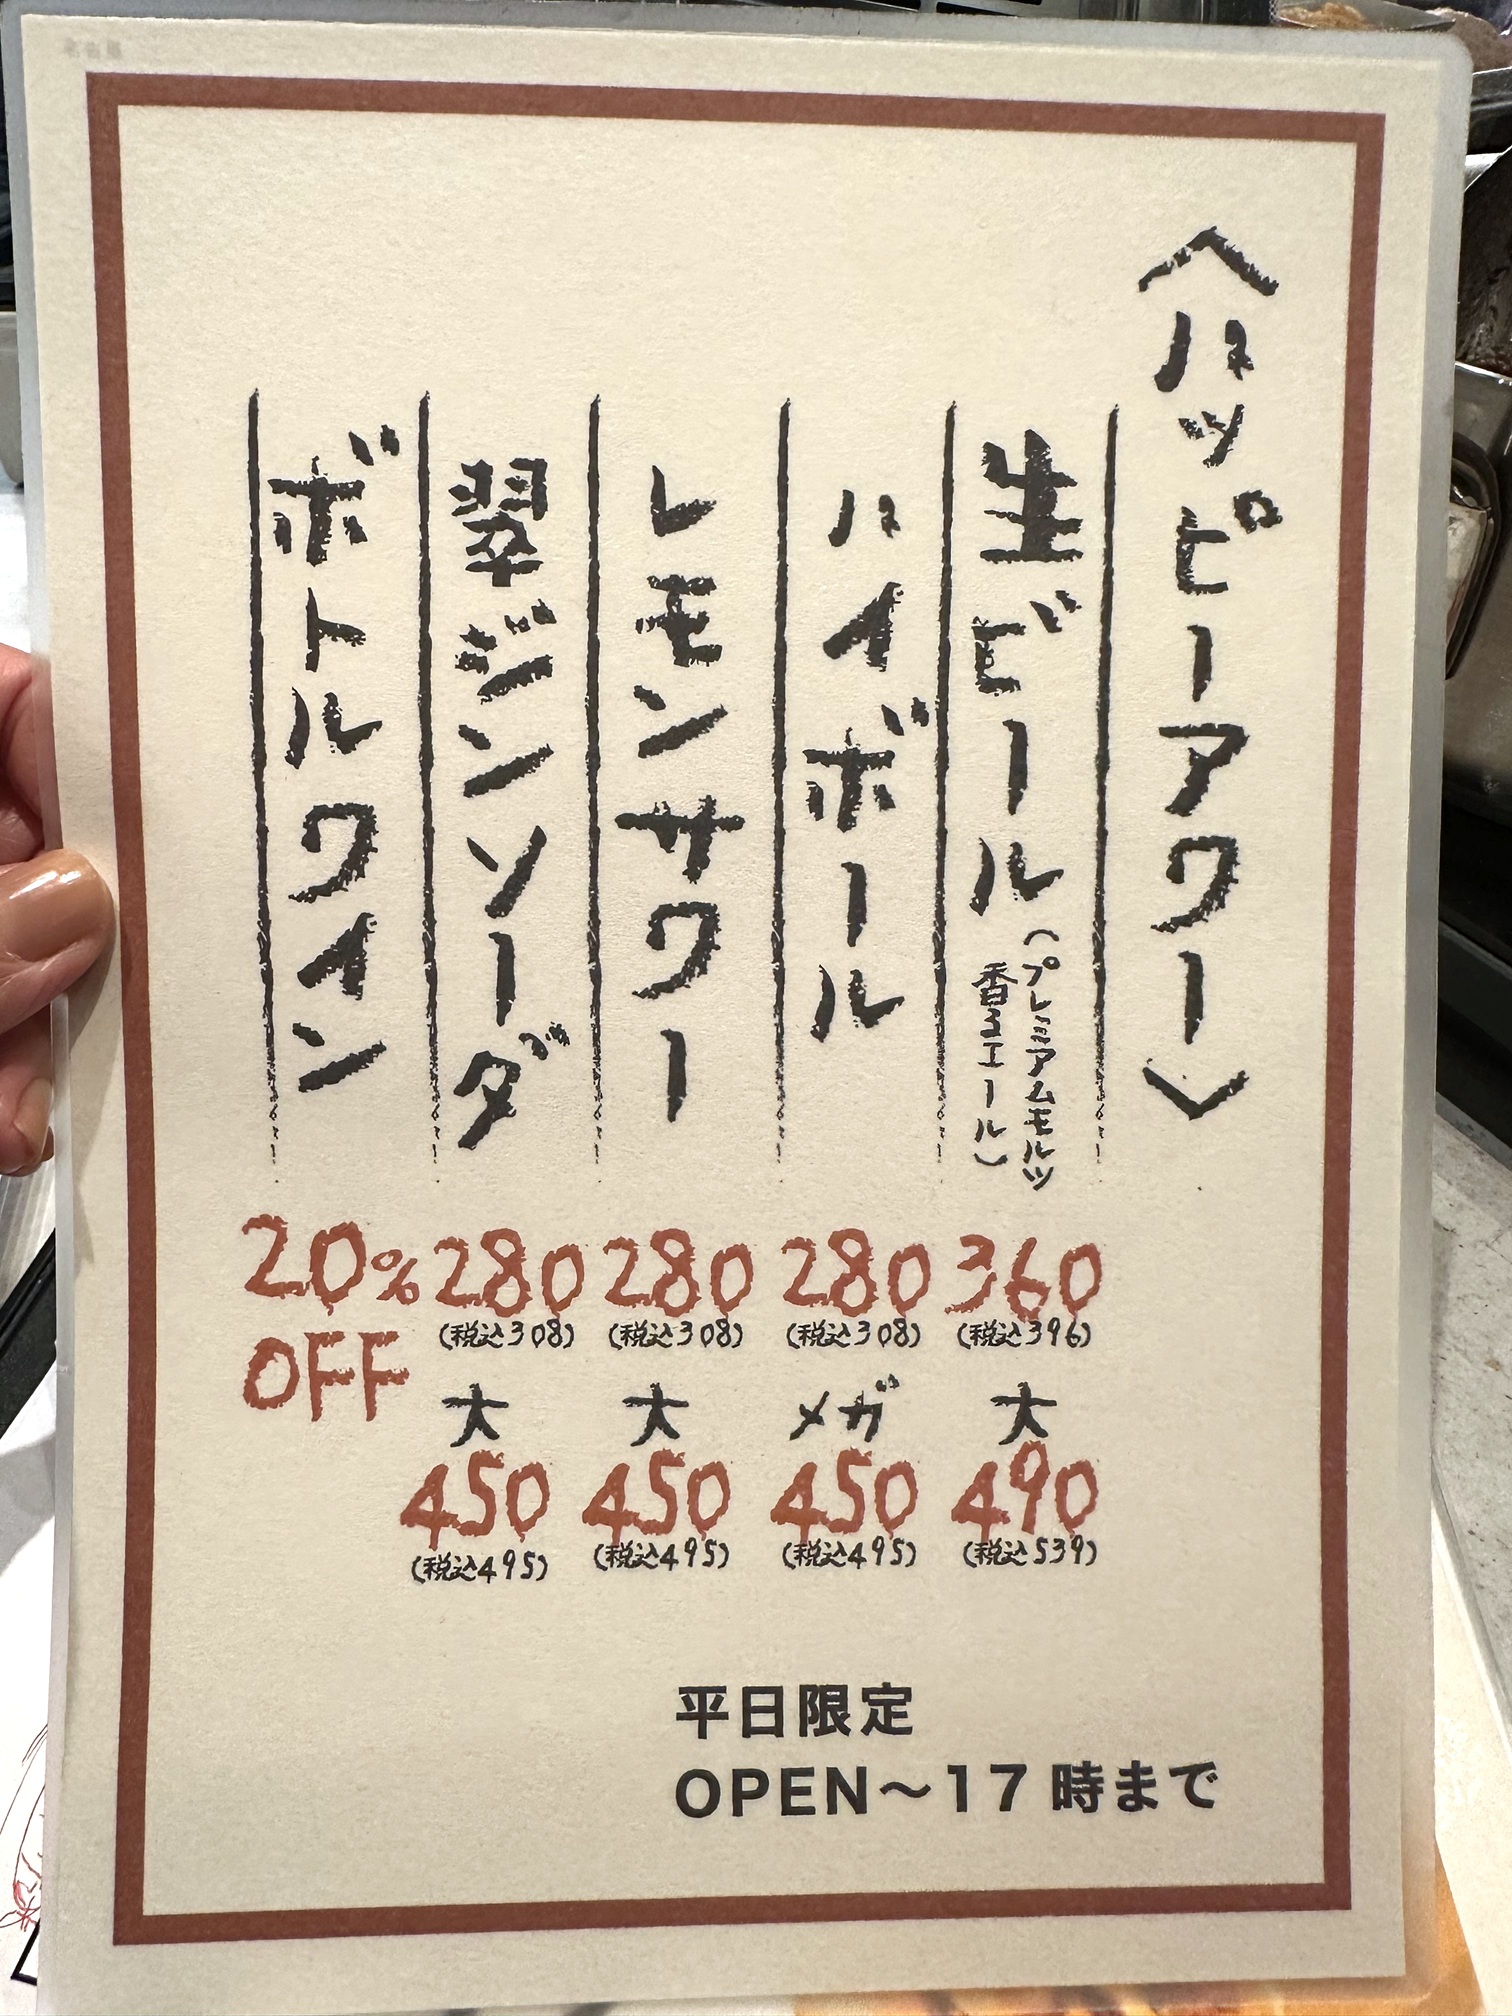 〈ハッピーアワー〉
生ビール(プレミアムモルツ
香るエール)
360
(税込396)
大
490
(税込539)
ハイボール
280
(税込308)
メガ
450
(税込495)
レモンサワー
280
(税込308)
大
450
(税込495)
翠ジンソーダ
280
(税込308)
大
450
(税込495)
ボトルワイン
20%
OFF
平日限定
OPEN〜17時まで